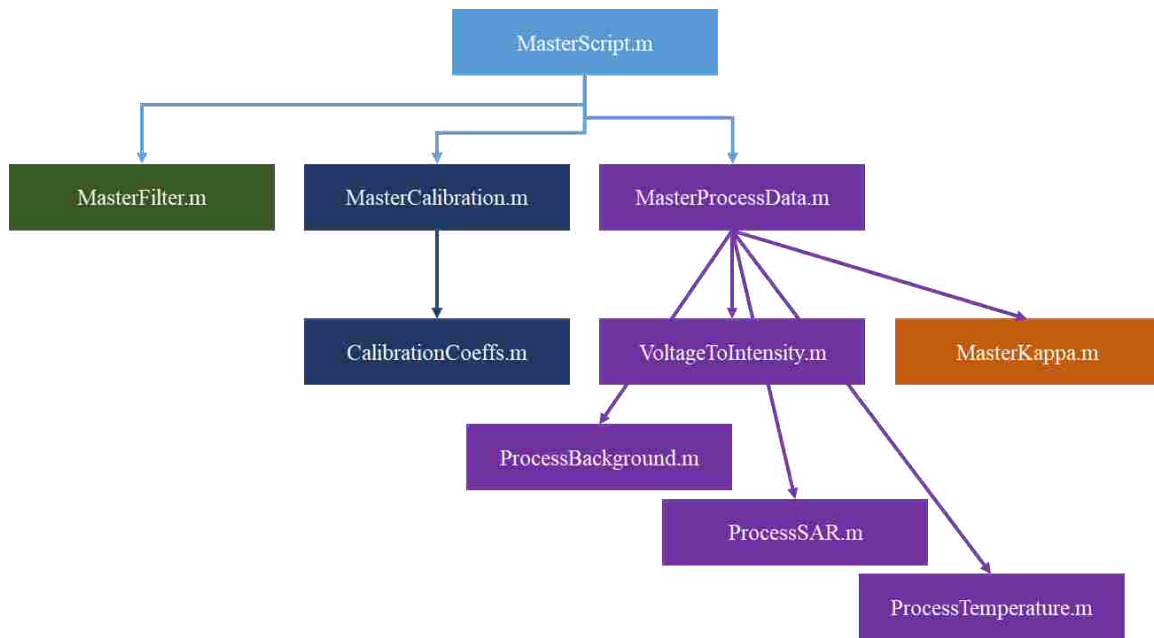 MasterScript.m
MasterFilter.m
MasterCalibration.m
MasterProcessData.m
CalibrationCoeffs.m
VoltageToIntensity.m
MasterKappa.m
ProcessBackground.m
ProcessSAR.m
ProcessTemperature.m